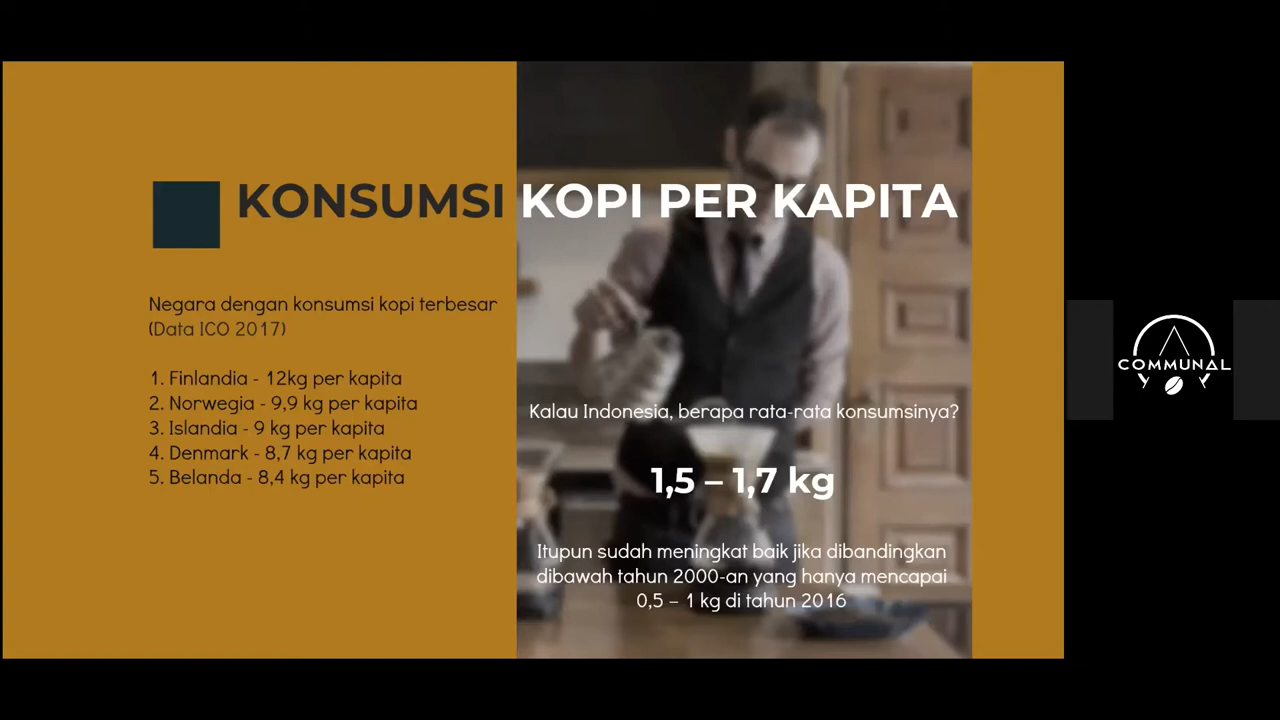 KONSUMSI KOPI PER KAPITA
Negara dengan konsumsi kopi terbesar
(Data ICO 2017)
1. Finlandia - 12kg per kapita
2. Norwegia - 9,9 kg per kapita
3. Islandia - 9 kg per kapita
4. Denmark - 8,7 kg per kapita
5. Belanda - 8,4 kg per kapita
Kalau Indonesia, berapa rata-rata konsumsinya?
1,5 – 1,7 kg
Itupun sudah meningkat baik jika dibandingkan
dibawah tahun 2000-an yang hanya mencapai
0,5 – 1 kg di tahun 2016
COMMUNAL